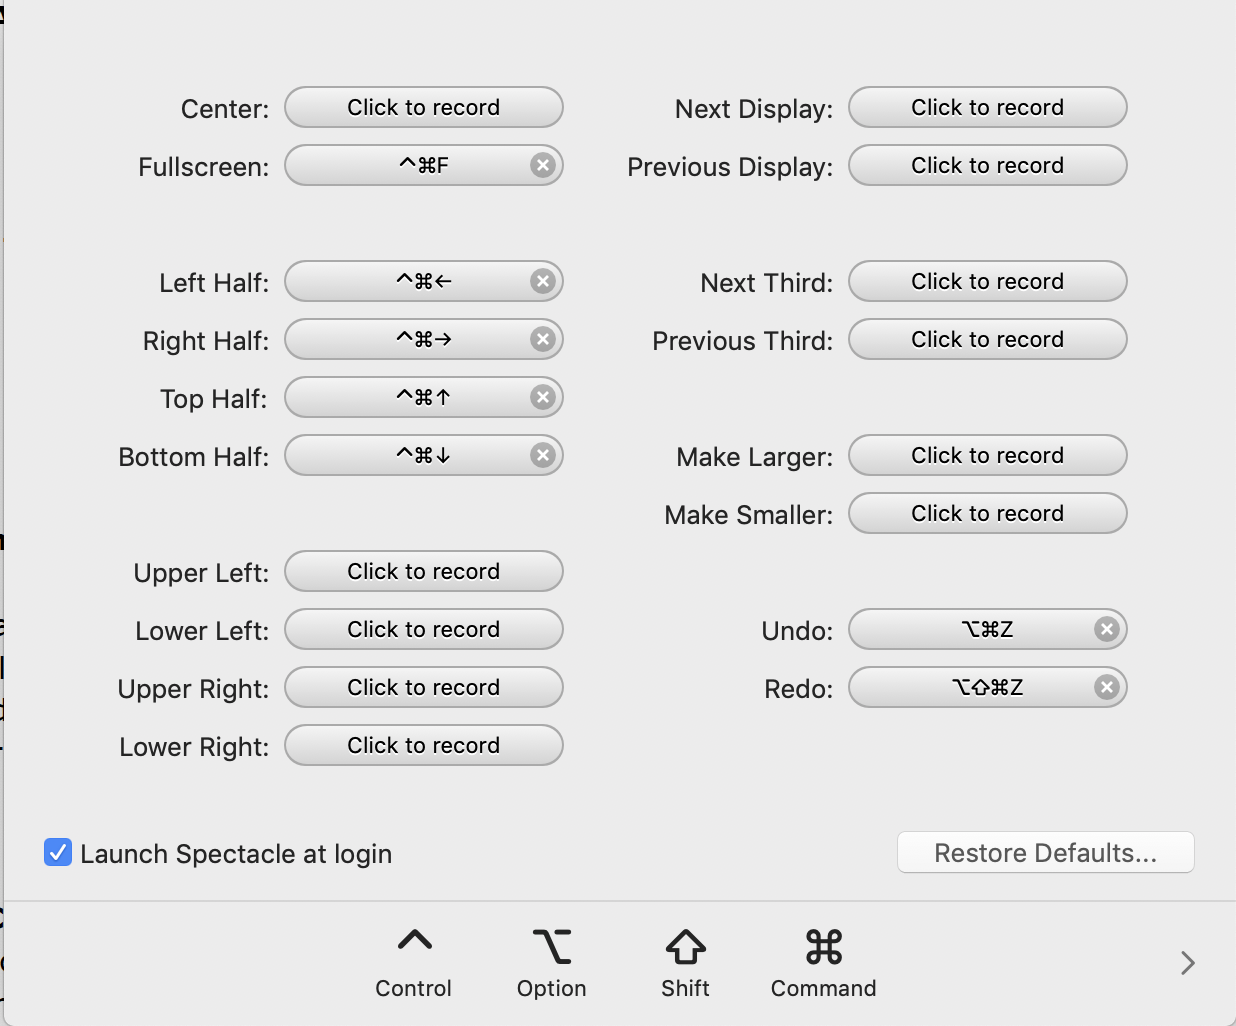 Center: Click to record
Next Display: Click to record
Fullscreen: ^⌘F
Previous Display: Click to record
Left Half: ^⌘←
Next Third: Click to record
Right Half: ^⌘→
Previous Third: Click to record
Top Half: ^⌘↑
Bottom Half: ^⌘↓
Make Larger: Click to record
Make Smaller: Click to record
Upper Left: Click to record
Lower Left: Click to record
Undo: ⌥⌘Z
Upper Right: Click to record
Redo: ⌥⇧⌘Z
Lower Right: Click to record
Launch Spectacle at login
Restore Defaults...
^ ⌥ ⇧ ⌘
Control Option Shift Command